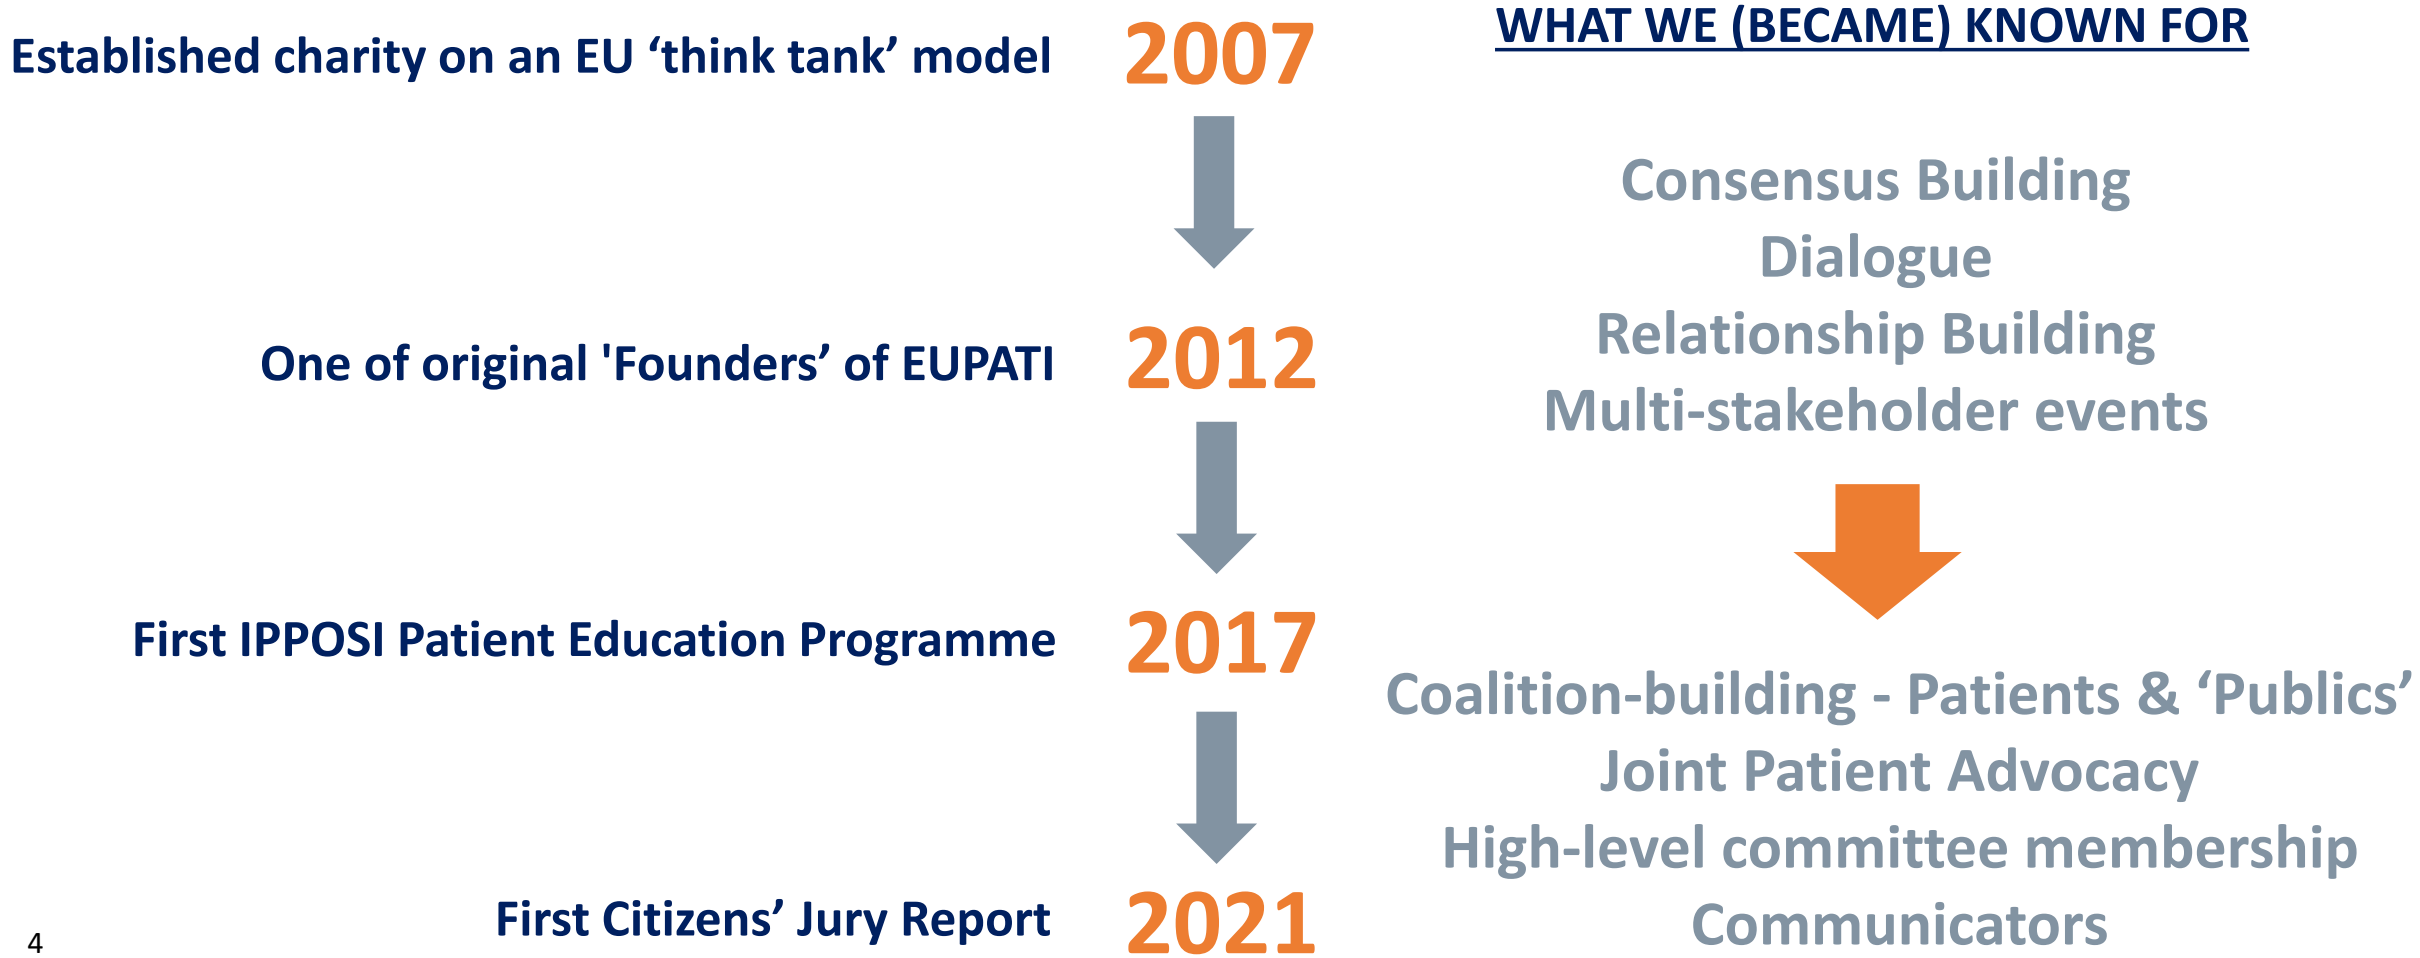 Established charity on an EU ‘think tank’ model
2007
One of original 'Founders’ of EUPATI
2012
First IPPOSI Patient Education Programme
2017
First Citizens’ Jury Report
2021
WHAT WE (BECAME) KNOWN FOR
Consensus Building
Dialogue
Relationship Building
Multi-stakeholder events
Coalition-building - Patients & ‘Publics’
Joint Patient Advocacy
High-level committee membership
Communicators
4